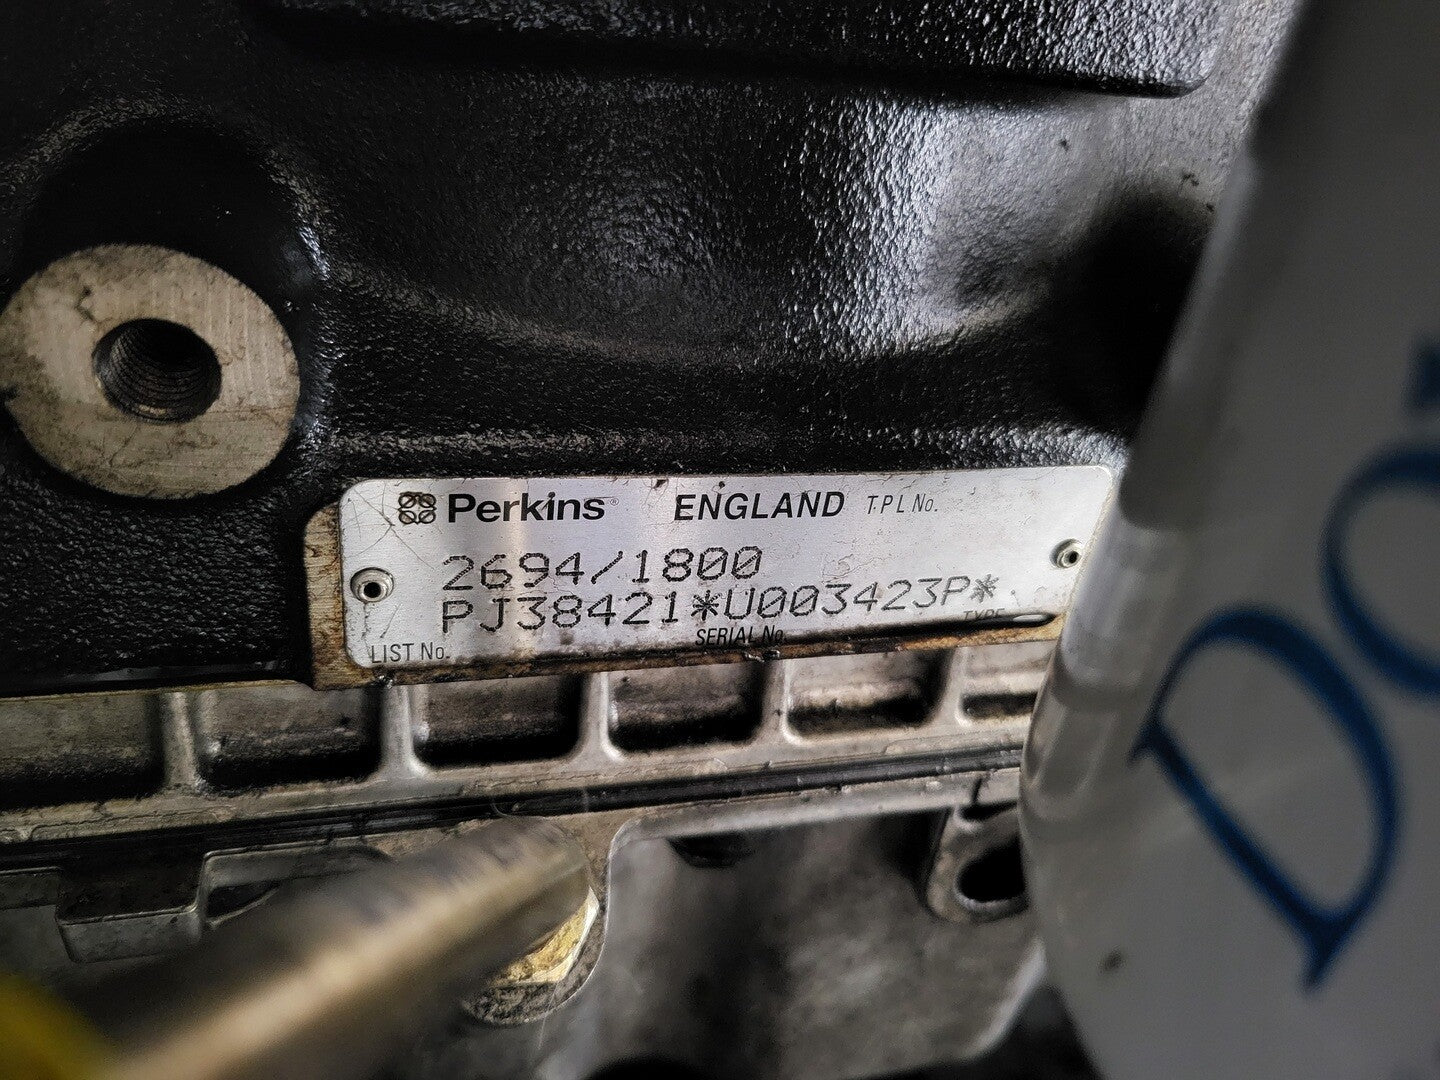 Perkins ENGLAND T.P.L No.
2694/1800
PJ38421*U003423P*
LIST No. SERIAL No. TYPE